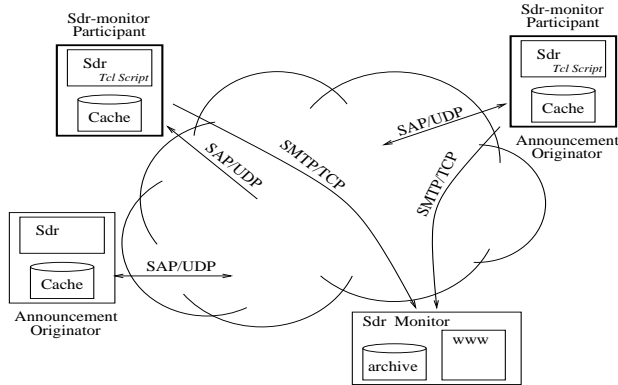 Sdr-monitor
Participant
Sdr
Tcl Script
Cache
Sdr-monitor
Participant
Sdr
Tcl Script
Cache
Announcement
Originator
SAP/UDP
SMTP/TCP
SAP/UDP
SMTP/TCP
Sdr
Cache
SAP/UDP
Announcement
Originator
Sdr Monitor
www
archive